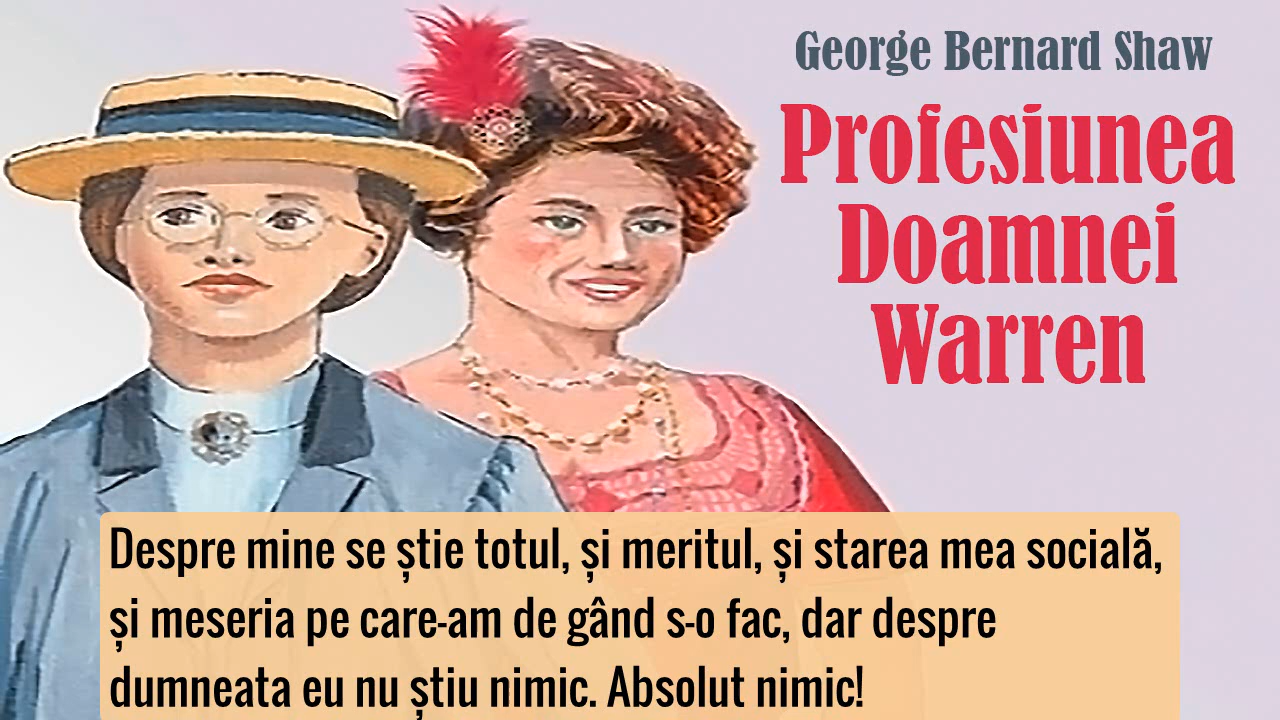 George Bernard Shaw
Profesiunea
Doamnei
Warren
Despre mine se știe totul, și meritul, și starea mea socială,
și meseria pe care-am de gând s-o fac, dar despre
dumneata eu nu știu nimic. Absolut nimic!